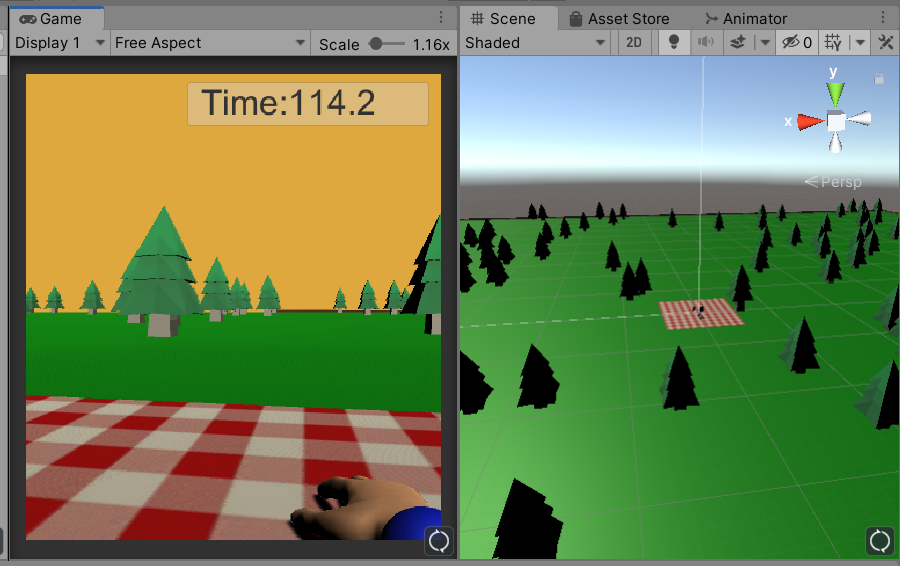 Game
Display 1
Free Aspect
Scale
1.16x
Time:114.2
Scene
Asset Store
Animator
Shaded
2D
0
y
x
Persp